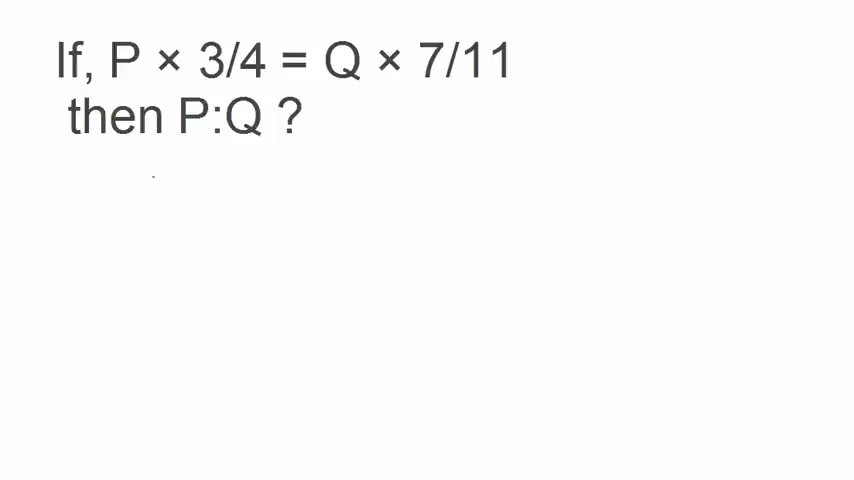 If, P × 3/4 = Q × 7/11
then P:Q ?